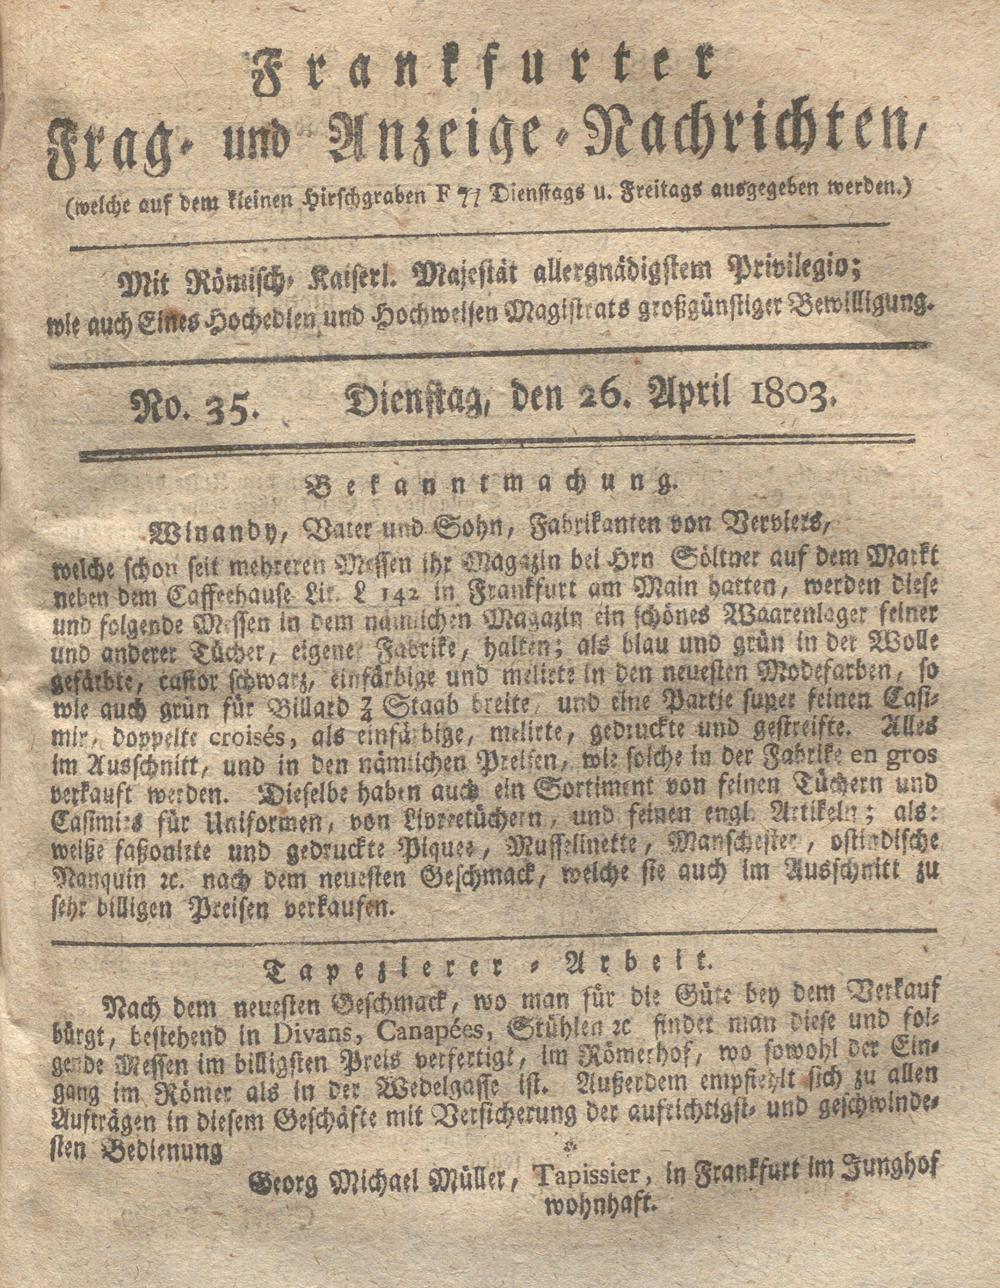 Frankfurter
Frag- und Anzeige-Nachrichten,
(welche auf dem kleinen Hirschgraben F 77 Dienstags u. Freitags ausgegeben werden.)
Mit Römisch- Kaiserl. Majestät allergnädigstem Privilegio;
wie auch Eines Hochedlen und Hochweisen Magistrats großgünstiger Bewilligung.
No. 35. Dienstag, den 26. April 1803.
Bekanntmachung.
Winandy, Vater und Sohn, Fabrikanten von Verviers,
welche schon seit mehreren Messen ihr Magazin bei Hrn Söltner auf dem Markt
neben dem Caffeehause Lit. L 142 in Frankfurt am Main hatten, werden diese
und folgende Messen in dem nämlichen Magazin ein schönes Waarenlager feiner
und anderer Tücher, eigener Fabrike, halten; als blau und grün in der Wolle
gefärbte, castor schwarz, einfärbige und melirte in den neuesten Modefarben, so
wie auch grün für Billard 7/4 Staab breite, und eine Partie super feinen Casi-
mir, doppelte croisés, als einfärbige, melirte, gedruckte und gestreifte. Alles
im Ausschnitt, und in den nämlichen Preisen, wie solche in der Fabrike en gros
verkauft werden. Dieselbe haben auch ein Sortiment von feinen Tüchern und
Casimirs für Uniformen, von Livreetüchern, und feinen engl. Artikeln; als:
weiße faßonirte und gedruckte Piquee, Musselinette, Manschester, ostindische
Nanquin ꝛc. nach dem neuesten Geschmack, welche sie auch im Ausschnitt zu
sehr billigen Preisen verkaufen.
Tapezierer-Arbeit.
Nach dem neuesten Geschmack, wo man für die Güte bey dem Verkauf
bürgt, bestehend in Divans, Canapées, Stühlen ꝛc findet man diese und fol-
gende Messen im billigsten Preis verfertigt, im Römerhof, wo sowohl der Ein-
gang im Römer als in der Wedelgasse ist. Außerdem empfiehlt sich zu allen
Aufträgen in diesem Geschäfte mit Versicherung der aufrichtigst- und geschwinde-
sten Bedienung
Georg Michael Müller, Tapissier, in Frankfurt im Junghof
wohnhaft.